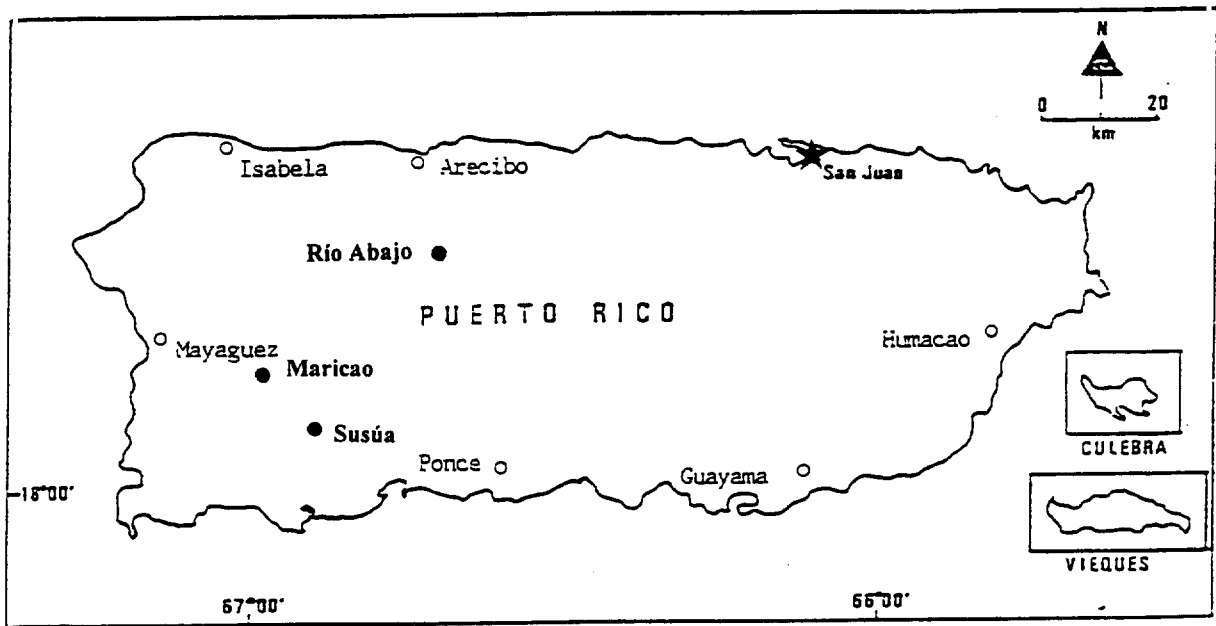 N
0 20
km
Isabela
Arecibo
San Juan
Río Abajo
PUERTO RICO
Mayaguez
Humacao
Maricao
Susúa
CULEBRA
Ponce
Guayama
18°00'
VIEQUES
67°00'
66°00'